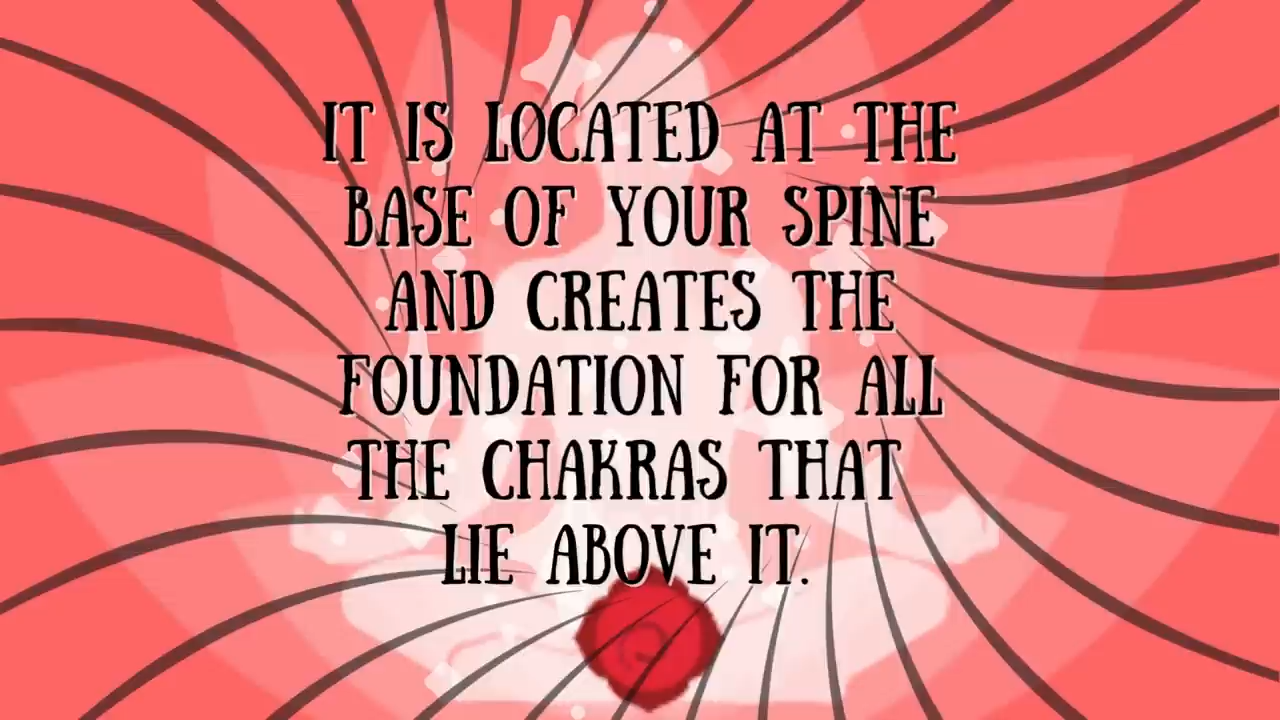 IT IS LOCATED AT THE
BASE OF YOUR SPINE
AND CREATES THE
FOUNDATION FOR ALL
THE CHAKRAS THAT
LIE ABOVE IT.